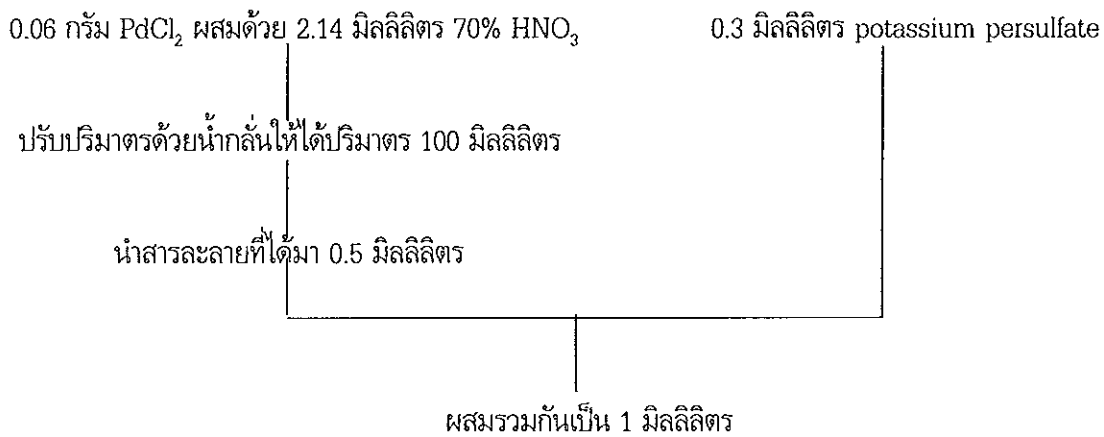 0.06 กรัม PdCl₂ ผสมด้วย 2.14 มิลลิลิตร 70% HNO₃ 0.3 มิลลิลิตร potassium persulfate
ปรับปริมาตรด้วยน้ำกลั่นให้ได้ปริมาตร 100 มิลลิลิตร
นำสารละลายที่ได้มา 0.5 มิลลิลิตร
ผสมรวมกันเป็น 1 มิลลิลิตร